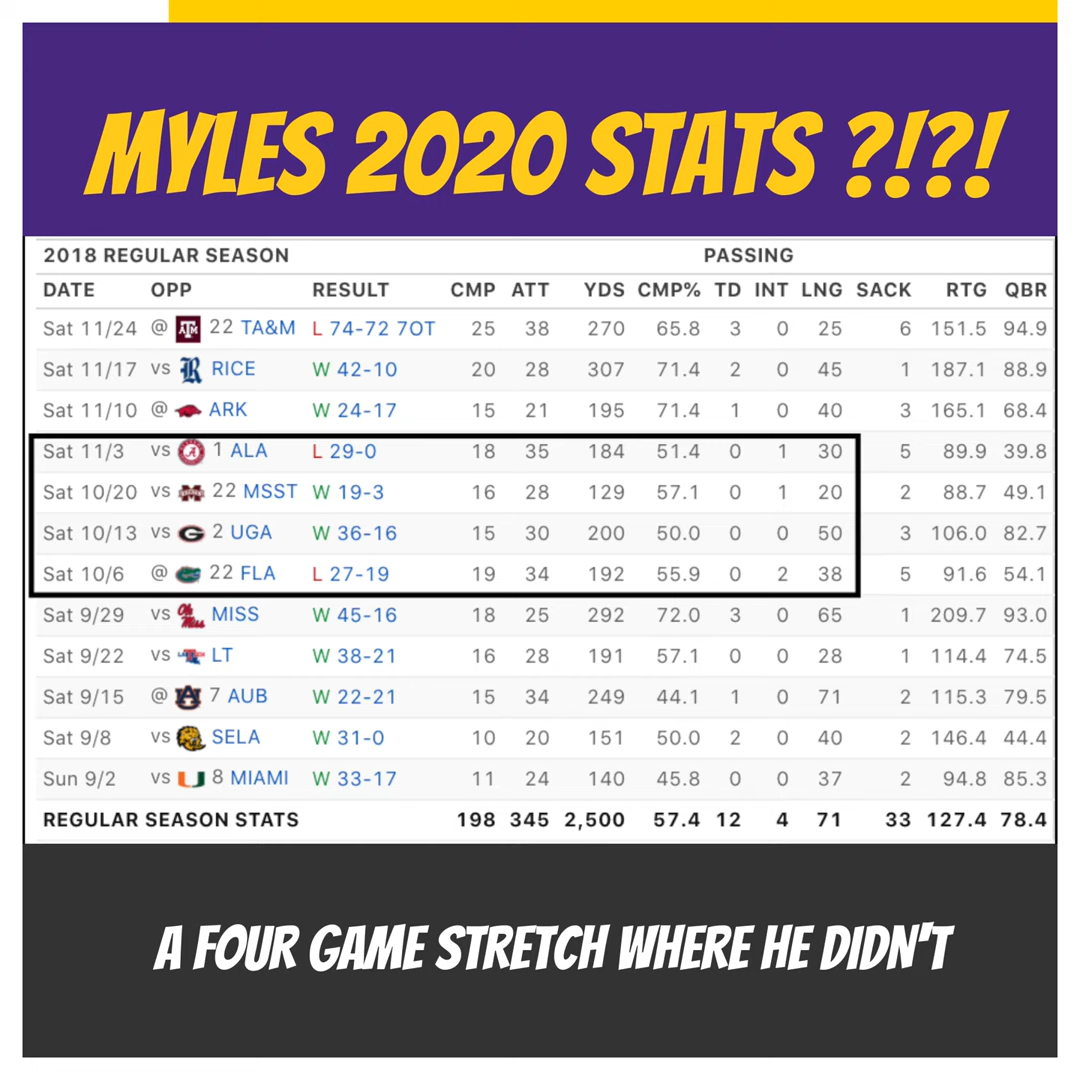 MYLES 2020 STATS ?!?!
2018 REGULAR SEASON PASSING
DATE OPP RESULT CMP ATT YDS CMP% TD INT LNG SACK RTG QBR
Sat 11/24 @ ATM 22 TA&M L 74-72 7OT 25 38 270 65.8 3 0 25 6 151.5 94.9
Sat 11/17 vs R RICE W 42-10 20 28 307 71.4 2 0 45 1 187.1 88.9
Sat 11/10 @ ARK W 24-17 15 21 195 71.4 1 0 40 3 165.1 68.4
Sat 11/3 vs A 1 ALA L 29-0 18 35 184 51.4 0 1 30 5 89.9 39.8
Sat 10/20 vs 22 MSST W 19-3 16 28 129 57.1 0 1 20 2 88.7 49.1
Sat 10/13 vs G 2 UGA W 36-16 15 30 200 50.0 0 0 50 3 106.0 82.7
Sat 10/6 @ 22 FLA L 27-19 19 34 192 55.9 0 2 38 5 91.6 54.1
Sat 9/29 vs Ole Miss MISS W 45-16 18 25 292 72.0 3 0 65 1 209.7 93.0
Sat 9/22 vs LT W 38-21 16 28 191 57.1 0 0 28 1 114.4 74.5
Sat 9/15 @ AU 7 AUB W 22-21 15 34 249 44.1 1 0 71 2 115.3 79.5
Sat 9/8 vs SELA W 31-0 10 20 151 50.0 2 0 40 2 146.4 44.4
Sun 9/2 vs U 8 MIAMI W 33-17 11 24 140 45.8 0 0 37 2 94.8 85.3
REGULAR SEASON STATS 198 345 2,500 57.4 12 4 71 33 127.4 78.4
A FOUR GAME STRETCH WHERE HE DIDN'T